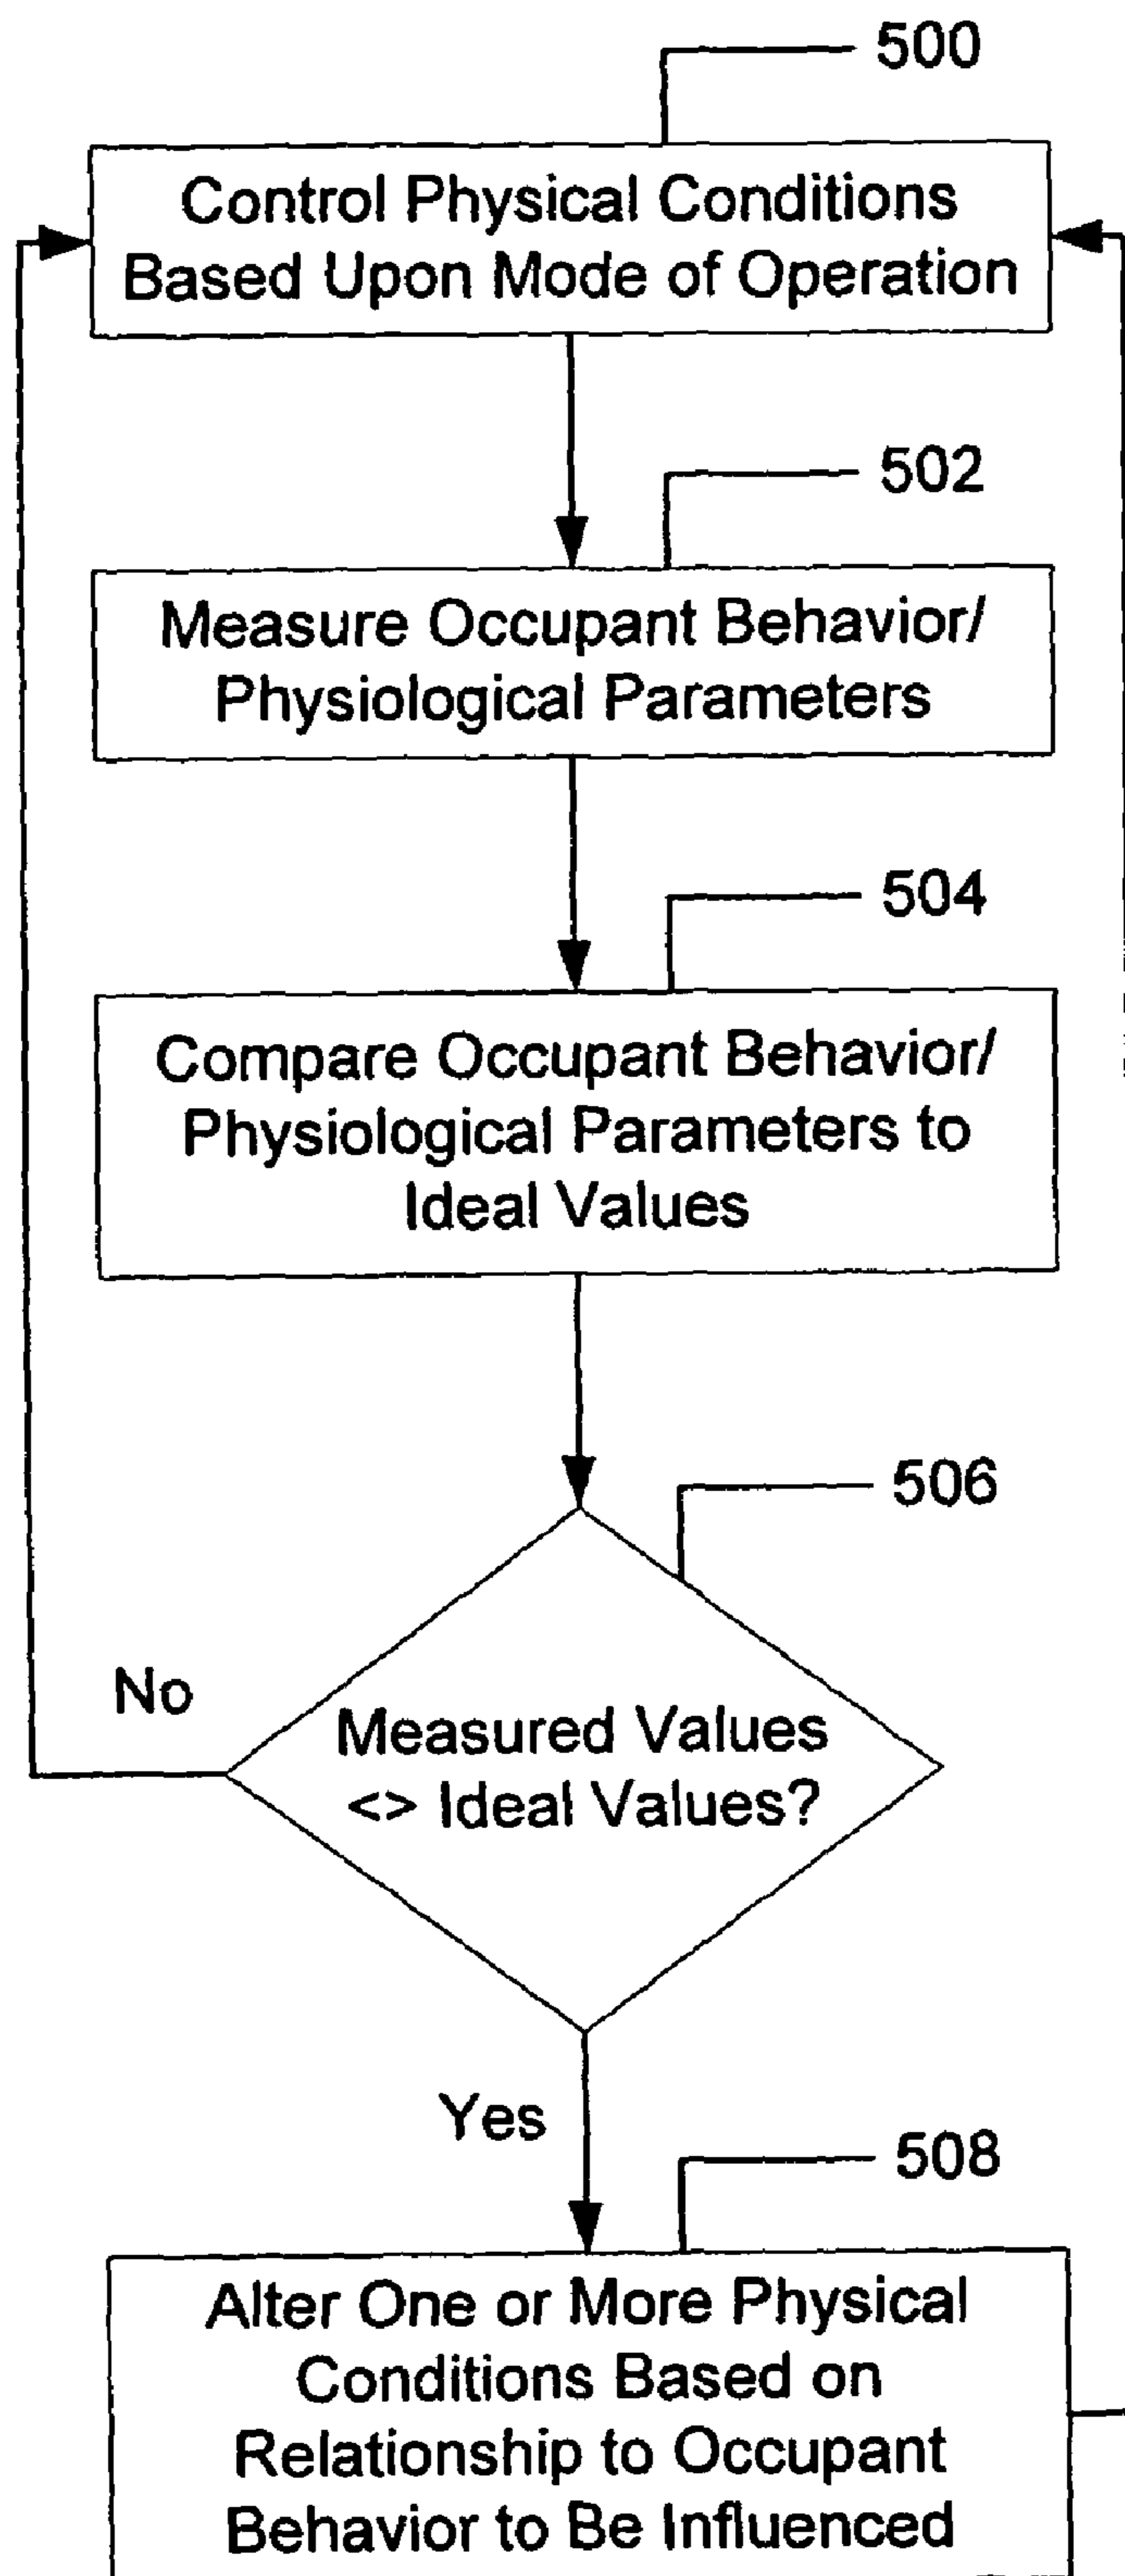 500
Control Physical Conditions
Based Upon Mode of Operation
502
Measure Occupant Behavior/
Physiological Parameters
504
Compare Occupant Behavior/
Physiological Parameters to
Ideal Values
506
No
Measured Values
<> Ideal Values?
Yes
508
Alter One or More Physical
Conditions Based on
Relationship to Occupant
Behavior to Be Influenced